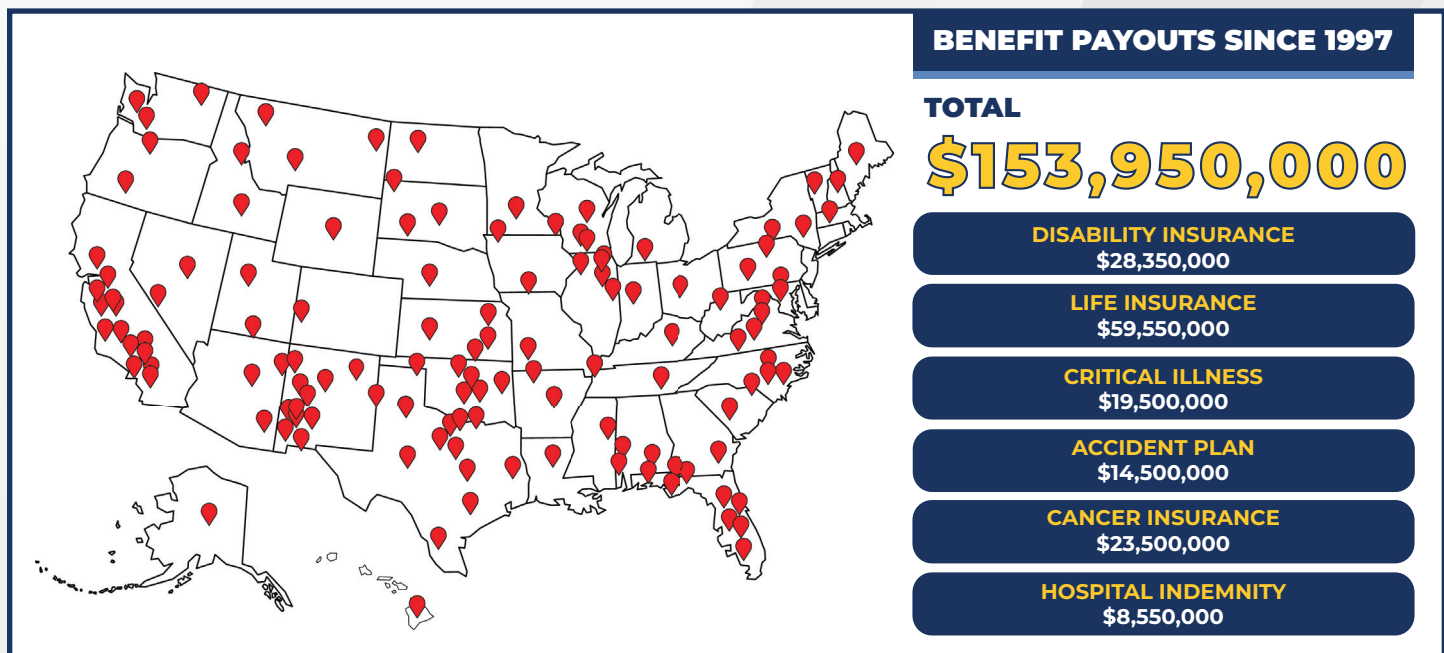 BENEFIT PAYOUTS SINCE 1997
TOTAL
$153,950,000
DISABILITY INSURANCE
$28,350,000
LIFE INSURANCE
$59,550,000
CRITICAL ILLNESS
$19,500,000
ACCIDENT PLAN
$14,500,000
CANCER INSURANCE
$23,500,000
HOSPITAL INDEMNITY
$8,550,000